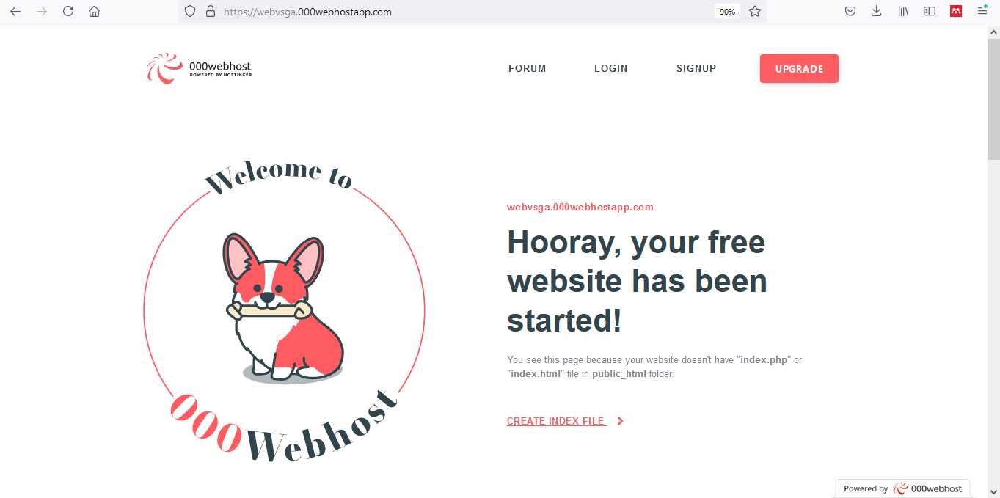 https://webvsga.000webhostapp.com
90%
000webhost
POWERED BY HOSTINGER
FORUM
LOGIN
SIGNUP
UPGRADE
Welcome to
000Webhost
webvsga.000webhostapp.com
Hooray, your free
website has been
started!
You see this page because your website doesn't have "index.php" or
"index.html" file in public_html folder.
CREATE INDEX FILE
Powered by 000webhost